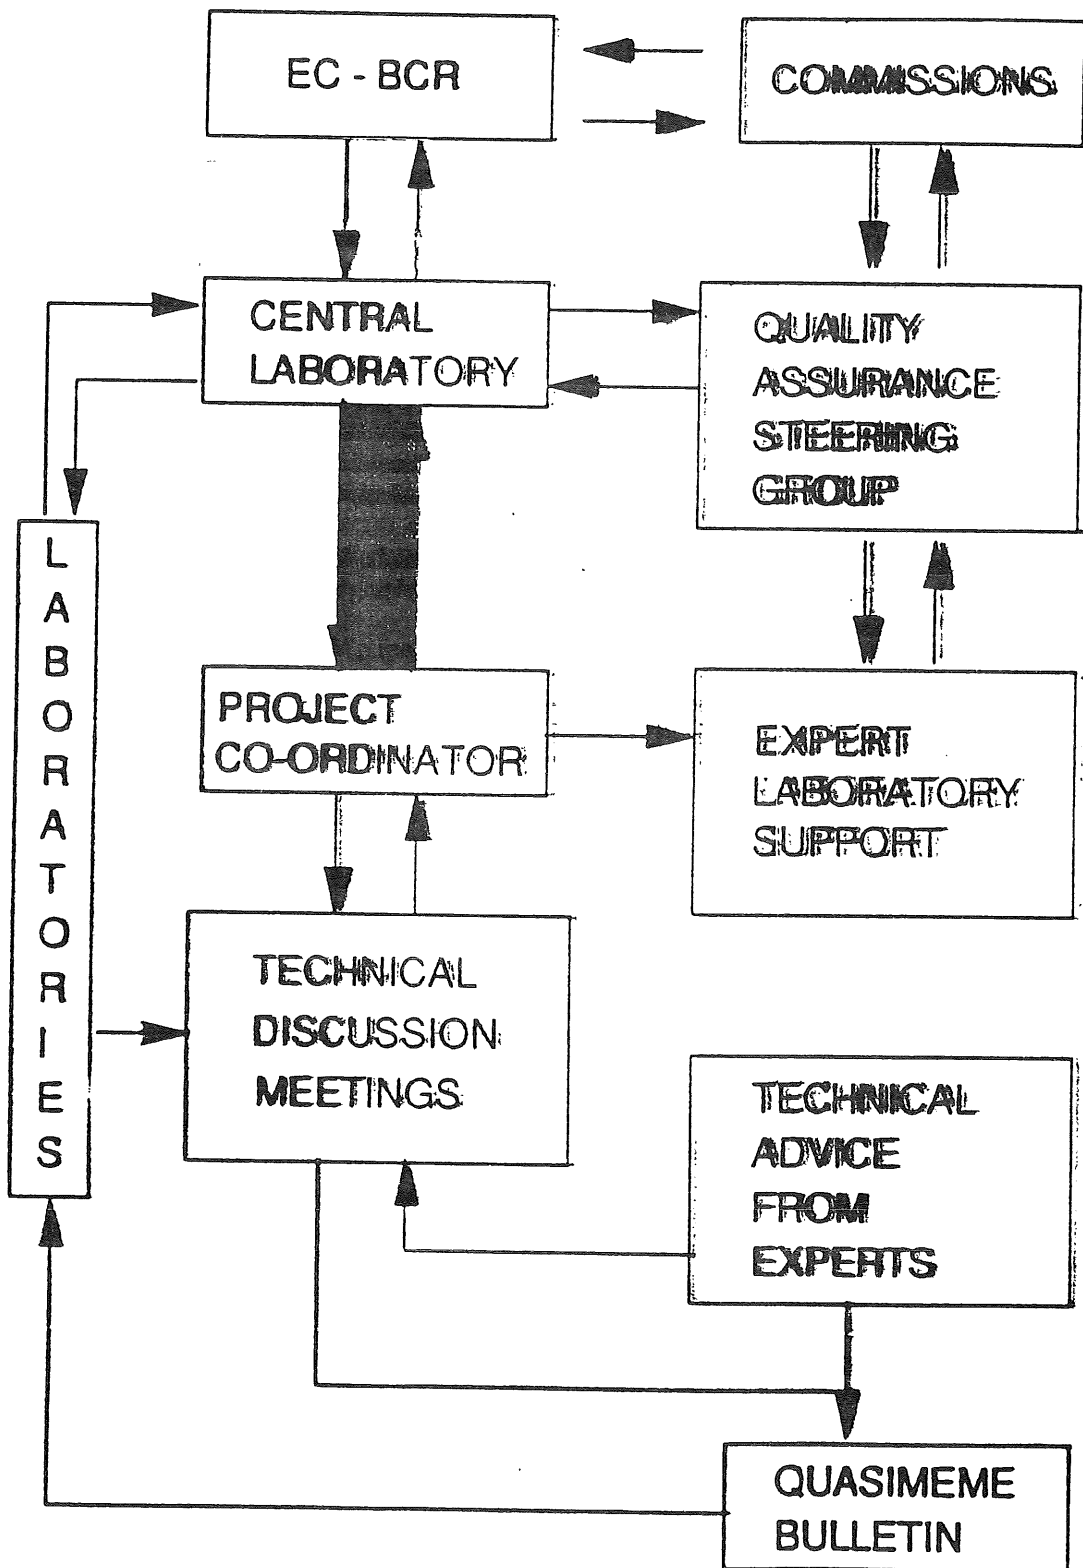 EC - BCR
COMMISSIONS
CENTRAL
LABORATORY
QUALITY
ASSURANCE
STEERING
GROUP
LABORATORIES
PROJECT
CO-ORDINATOR
EXPERT
LABORATORY
SUPPORT
TECHNICAL
DISCUSSION
MEETINGS
TECHNICAL
ADVICE
FROM
EXPERTS
QUASIMEME
BULLETIN